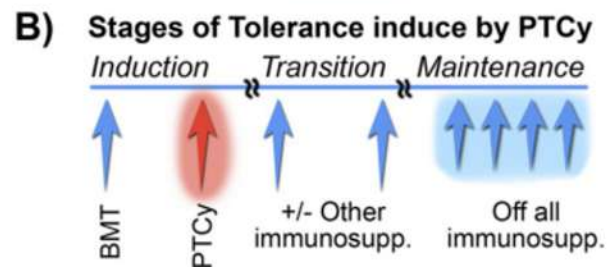 B) Stages of Tolerance induce by PTCy
Induction Transition Maintenance
BMT
PTCy
+/- Other
immunosupp.
Off all
immunosupp.